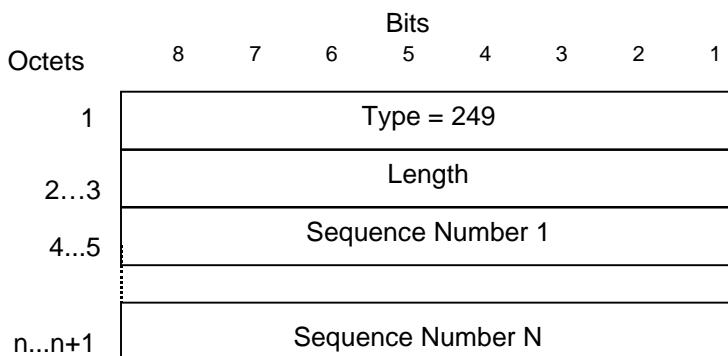 Bits
Octets 8 7 6 5 4 3 2 1
1 Type = 249
2…3 Length
4...5 Sequence Number 1
n...n+1 Sequence Number N